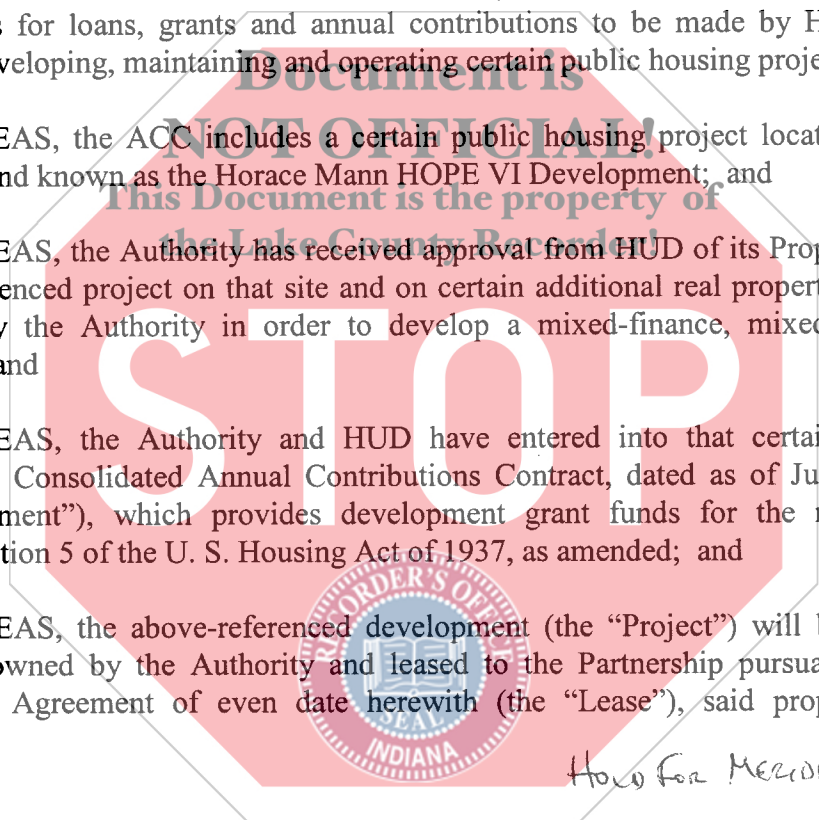 s for loans, grants and annual contributions to be made by H
veloping, maintaining and operating certain public housing proje
Document is
EAS, the ACC includes a certain public housing project locat
NOT OFFICIAL!
nd known as the Horace Mann HOPE VI Development; and
This Document is the property of
the Lake County Recorder!
EAS, the Authority has received approval from HUD of its Prop
enced project on that site and on certain additional real propert
y the Authority in order to develop a mixed-finance, mixed
and
STOP
EAS, the Authority and HUD have entered into that certai
Consolidated Annual Contributions Contract, dated as of Ju
ment”), which provides development grant funds for the
tion 5 of the U. S. Housing Act of 1937, as amended; and
RECORDER'S OFFICE
EAS, the above-referenced development (the “Project”) will b
owned by the Authority and leased to the Partnership pursua
Agreement of even date herewith (the “Lease”), said prop
SEAL
INDIANA
HOLD FOR